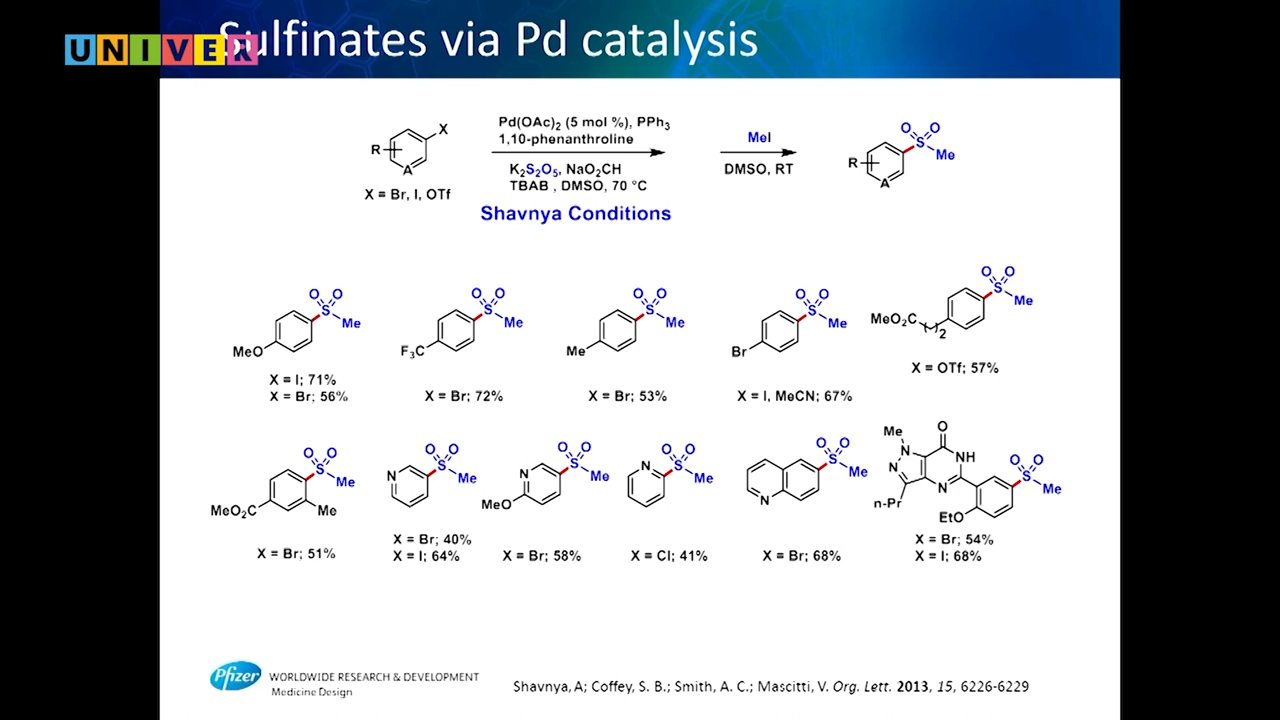 UNIVER
Sulfinates via Pd catalysis
X
R
A
X = Br, I, OTf
Pd(OAc)2 (5 mol %), PPh3
1,10-phenanthroline
K2S2O5, NaO2CH
TBAB , DMSO, 70 °C
Shavnya Conditions
MeI
DMSO, RT
O O
S
Me
R
A
O O
S
Me
MeO
X = I; 71%
X = Br; 56%
O O
S
Me
F3C
X = Br; 72%
O O
S
Me
Me
X = Br; 53%
O O
S
Me
Br
X = I, MeCN; 67%
O O
S
Me
MeO2C
2
X = OTf; 57%
O O
S
Me
MeO2C
Me
X = Br; 51%
O O
S
Me
N
X = Br; 40%
X = I; 64%
O O
S
Me
N
MeO
X = Br; 58%
O O
S
Me
N
X = Cl; 41%
O O
S
Me
N
X = Br; 68%
Me
O
N
NH
N
N
n-Pr
EtO
O O
S
Me
X = Br; 54%
X = I; 68%
Pfizer
WORLDWIDE RESEARCH & DEVELOPMENT
Medicine Design
Shavnya, A; Coffey, S. B.; Smith, A. C.; Mascitti, V. Org. Lett. 2013, 15, 6226-6229